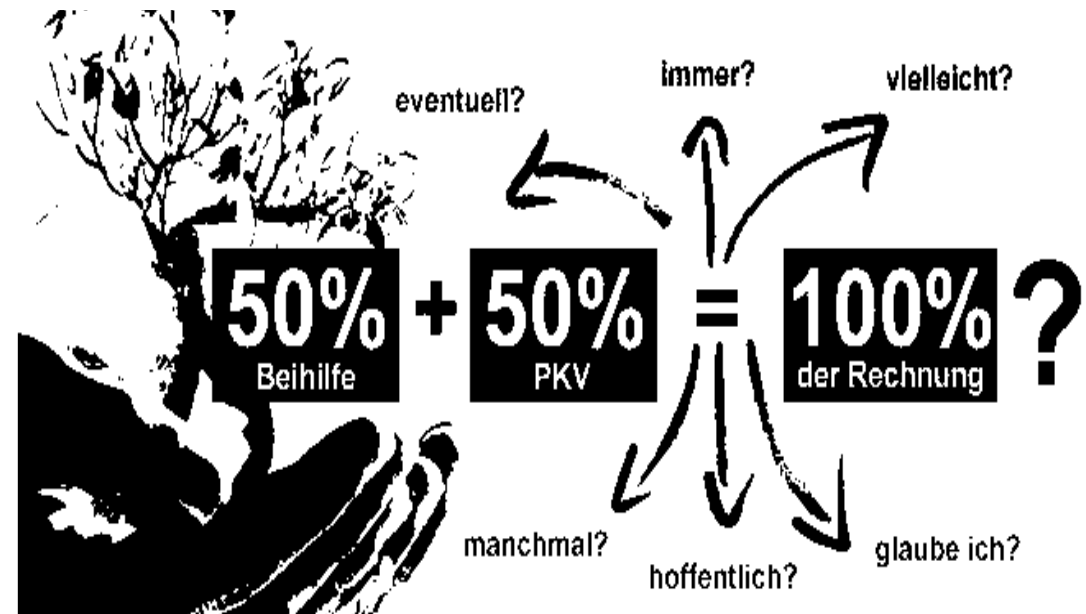 eventuell?
immer?
vielleicht?
50% + 50% = 100% ?
Beihilfe PKV der Rechnung
manchmal?
hoffentlich?
glaube ich?